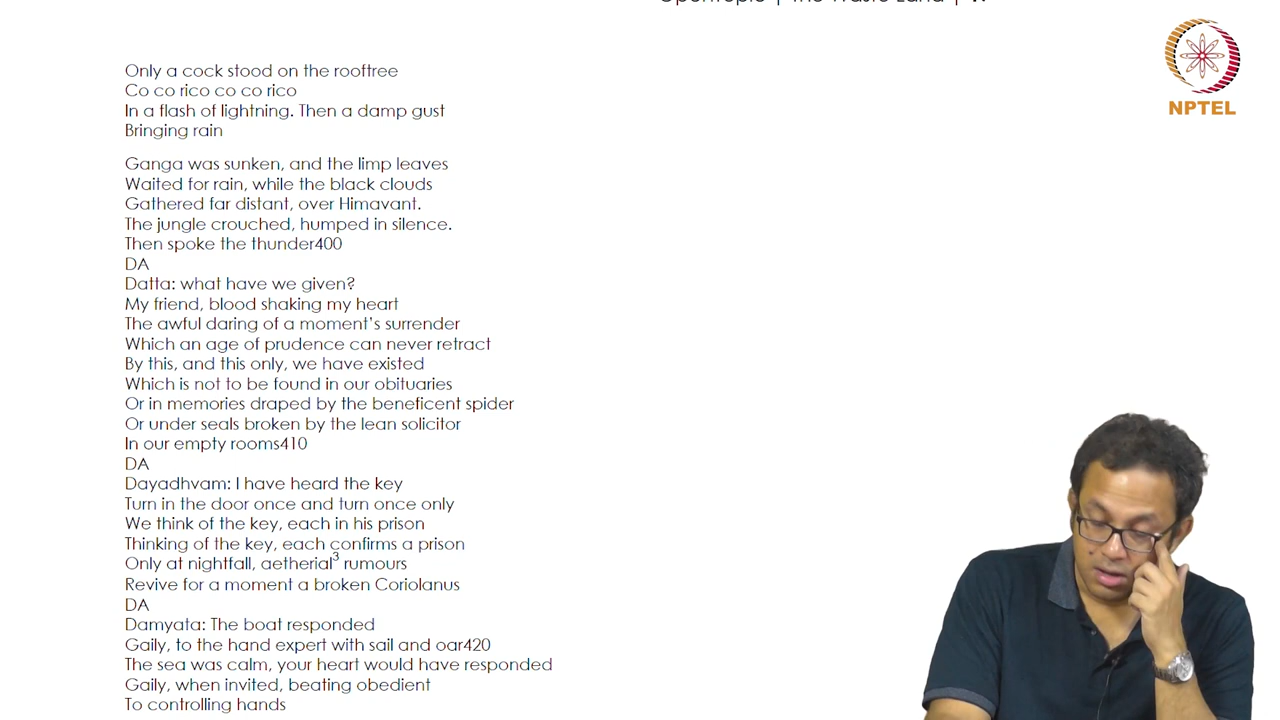 Only a cock stood on the rooftree
Co co rico co co rico
In a flash of lightning. Then a damp gust
Bringing rain
Ganga was sunken, and the limp leaves
Waited for rain, while the black clouds
Gathered far distant, over Himavant.
The jungle crouched, humped in silence.
Then spoke the thunder400
DA
Datta: what have we given?
My friend, blood shaking my heart
The awful daring of a moment's surrender
Which an age of prudence can never retract
By this, and this only, we have existed
Which is not to be found in our obituaries
Or in memories draped by the beneficent spider
Or under seals broken by the lean solicitor
In our empty rooms410
DA
Dayadhvam: I have heard the key
Turn in the door once and turn once only
We think of the key, each in his prison
Thinking of the key, each confirms a prison
Only at nightfall, aetherial³ rumours
Revive for a moment a broken Coriolanus
DA
Damyata: The boat responded
Gaily, to the hand expert with sail and oar420
The sea was calm, your heart would have responded
Gaily, when invited, beating obedient
To controlling hands
NPTEL